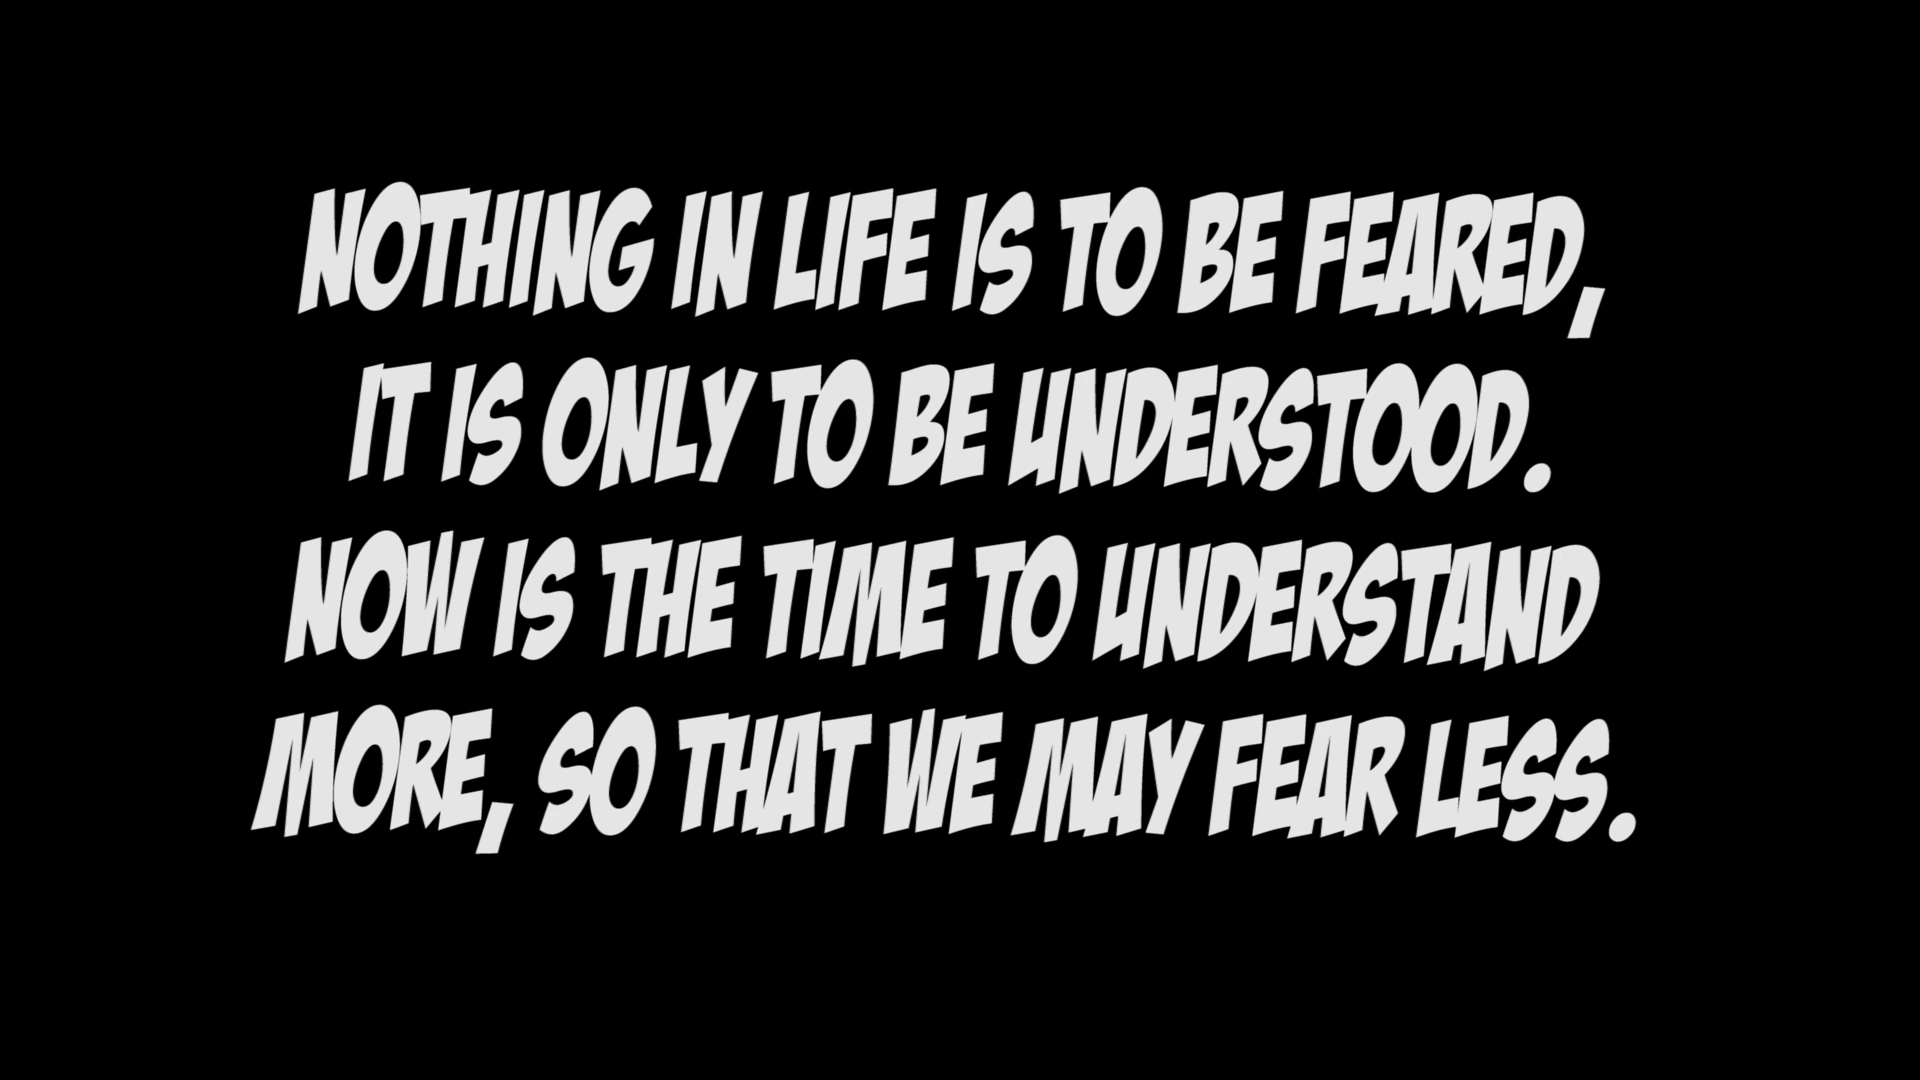 NOTHING IN LIFE IS TO BE FEARED,
IT IS ONLY TO BE UNDERSTOOD.
NOW IS THE TIME TO UNDERSTAND
MORE, SO THAT WE MAY FEAR LESS.